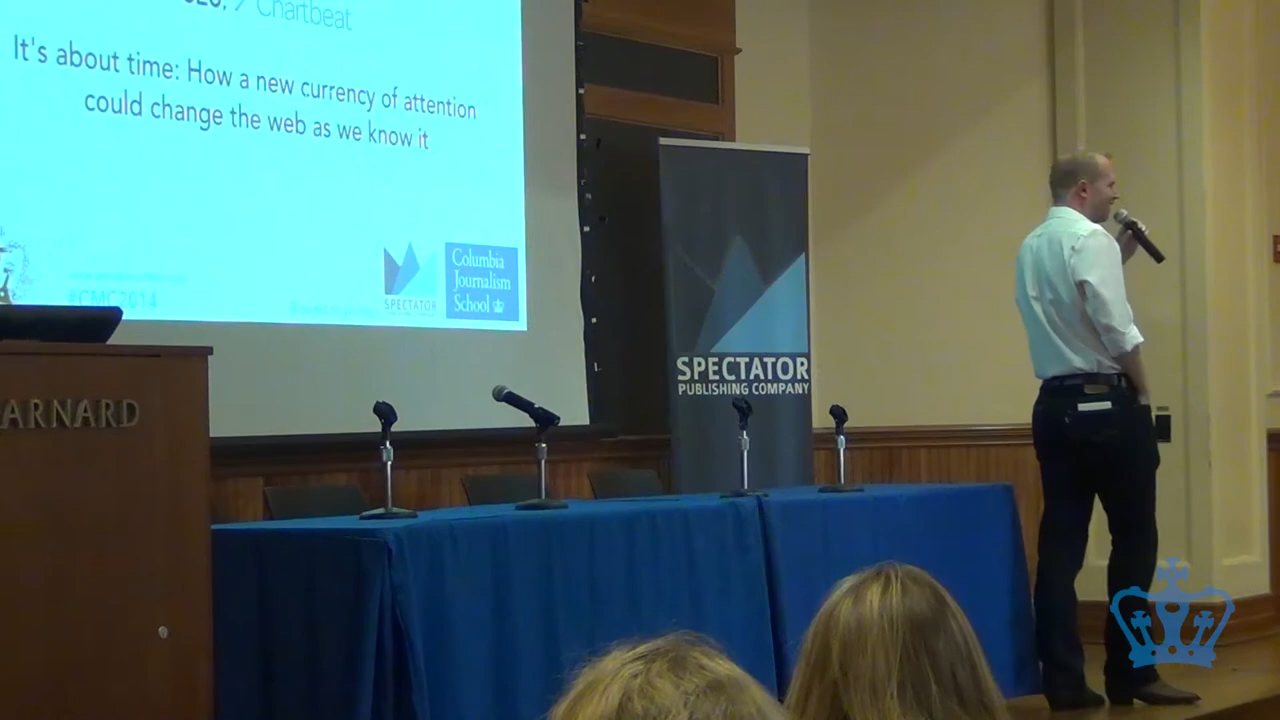 Chartbeat
It's about time: How a new currency of attention
could change the web as we know it
#CMC2014
SPECTATOR
Columbia
Journalism
School
SPECTATOR
PUBLISHING COMPANY
ARNARD